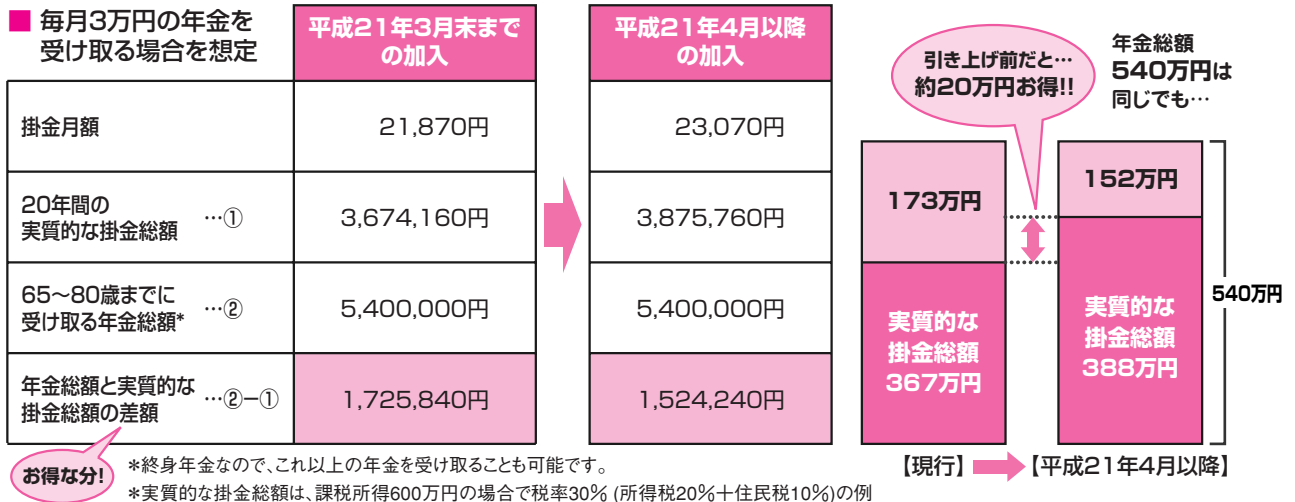 ■ 毎月3万円の年金を
受け取る場合を想定
平成21年3月末まで
の加入
平成21年4月以降
の加入
掛金月額
21,870円
23,070円
20年間の
実質的な掛金総額 …①
3,674,160円
3,875,760円
65〜80歳までに
受け取る年金総額* …②
5,400,000円
5,400,000円
年金総額と実質的な
掛金総額の差額 …②−①
1,725,840円
1,524,240円
お得な分!
*終身年金なので、これ以上の年金を受け取ることも可能です。
*実質的な掛金総額は、課税所得600万円の場合で税率30% (所得税20%+住民税10%)の例
引き上げ前だと…
約20万円お得!!
年金総額
540万円は
同じでも…
173万円
152万円
実質的な
掛金総額
367万円
実質的な
掛金総額
388万円
540万円
【現行】
【平成21年4月以降】